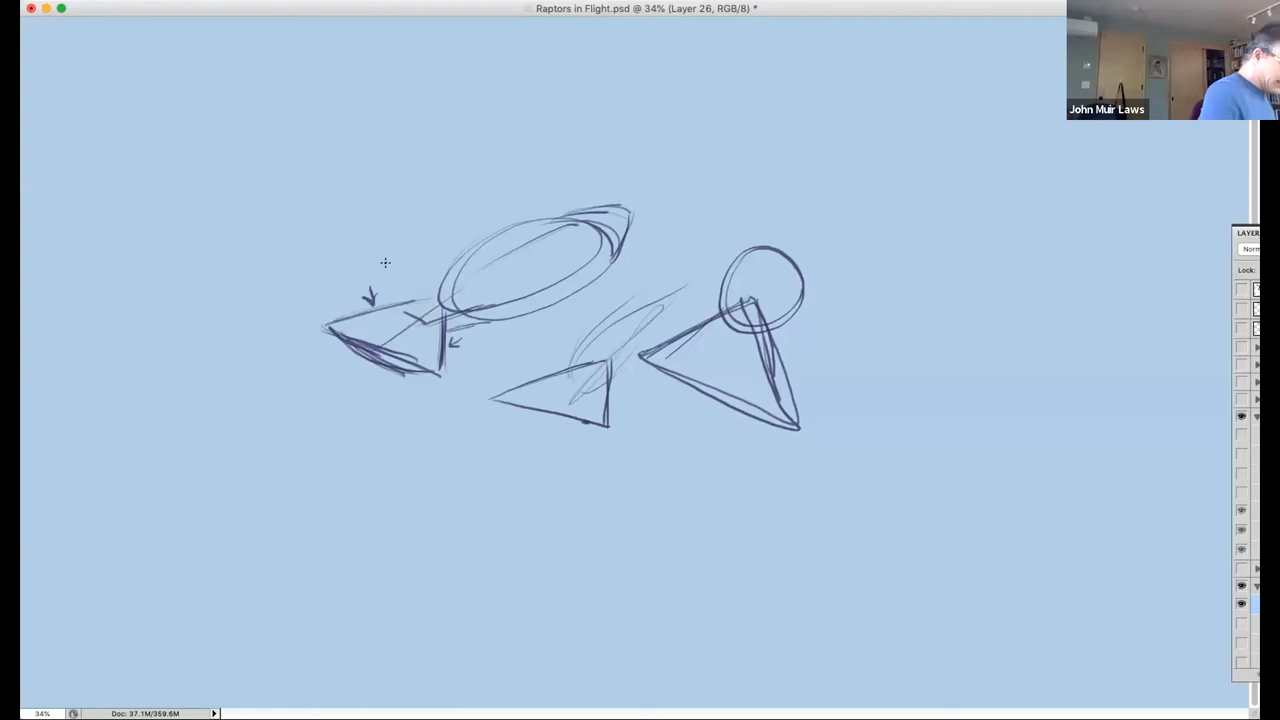 Raptors in Flight.psd @ 34% (Layer 26, RGB/8) *
John Muir Laws
LAYER
Norm
Lock:
34%
Doc: 37.1M/359.6M